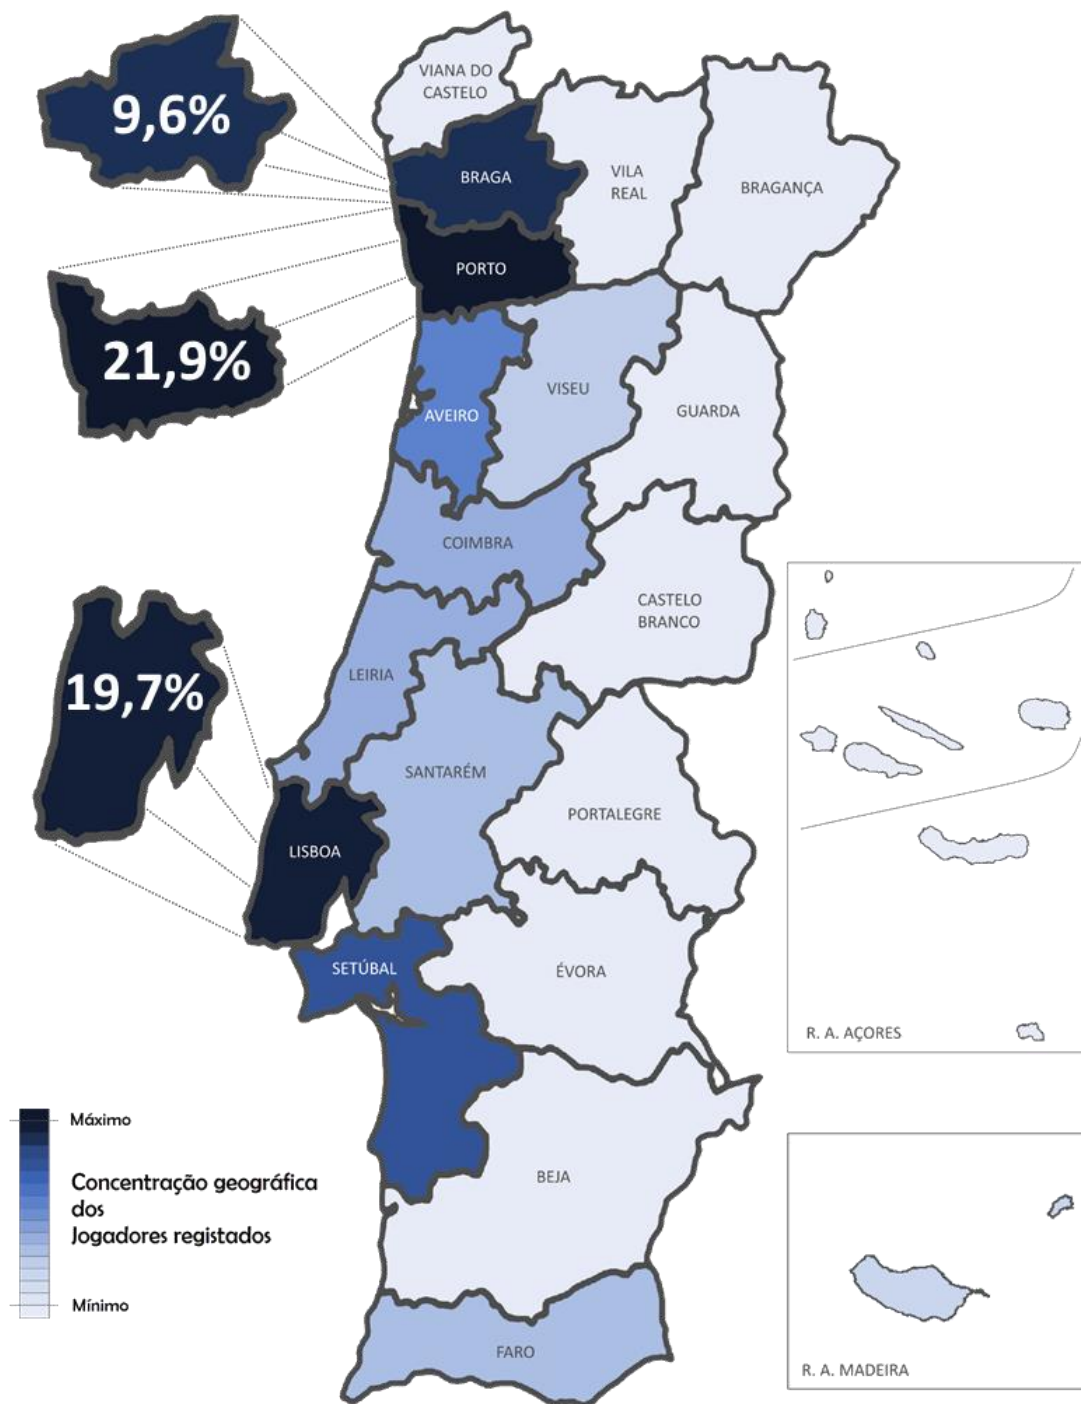 9,6%
VIANA DO
CASTELO
BRAGA
VILA
REAL
BRAGANÇA
PORTO
21,9%
AVEIRO
VISEU
GUARDA
COIMBRA
CASTELO
BRANCO
19,7%
LEIRIA
SANTARÉM
PORTALEGRE
LISBOA
SETÚBAL
ÉVORA
R. A. AÇORES
Máximo
Concentração geográfica
dos
Jogadores registados
Mínimo
BEJA
FARO
R. A. MADEIRA